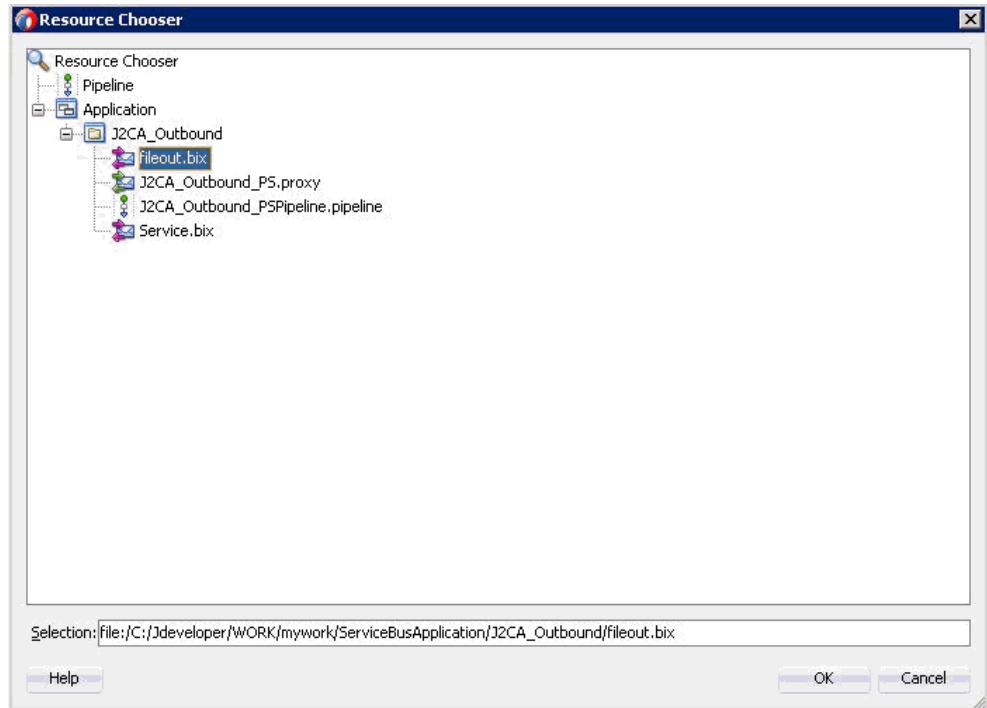 Resource Chooser
Resource Chooser
Pipeline
Application
J2CA_Outbound
fileout.bix
J2CA_Outbound_PS.proxy
J2CA_Outbound_PSPipeline.pipeline
Service.bix
Selection: file:/C:/Jdeveloper/WORK/mywork/ServiceBusApplication/J2CA_Outbound/fileout.bix
Help OK Cancel